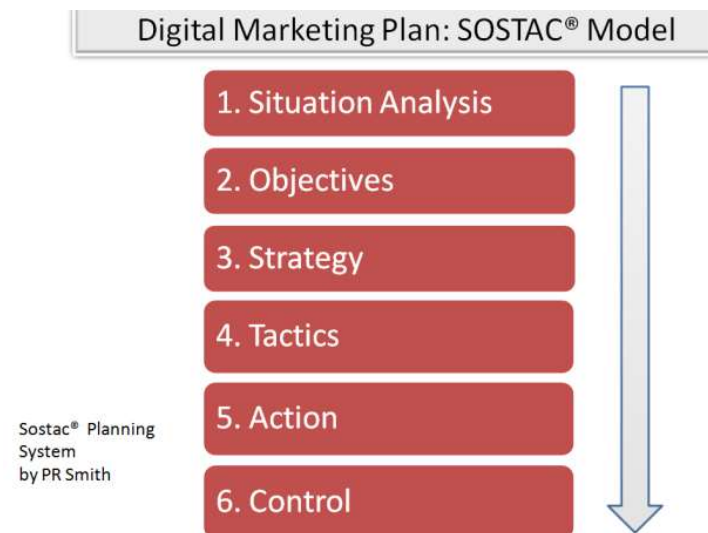 Digital Marketing Plan: SOSTAC® Model
1. Situation Analysis
2. Objectives
3. Strategy
4. Tactics
5. Action
6. Control
Sostac® Planning
System
by PR Smith